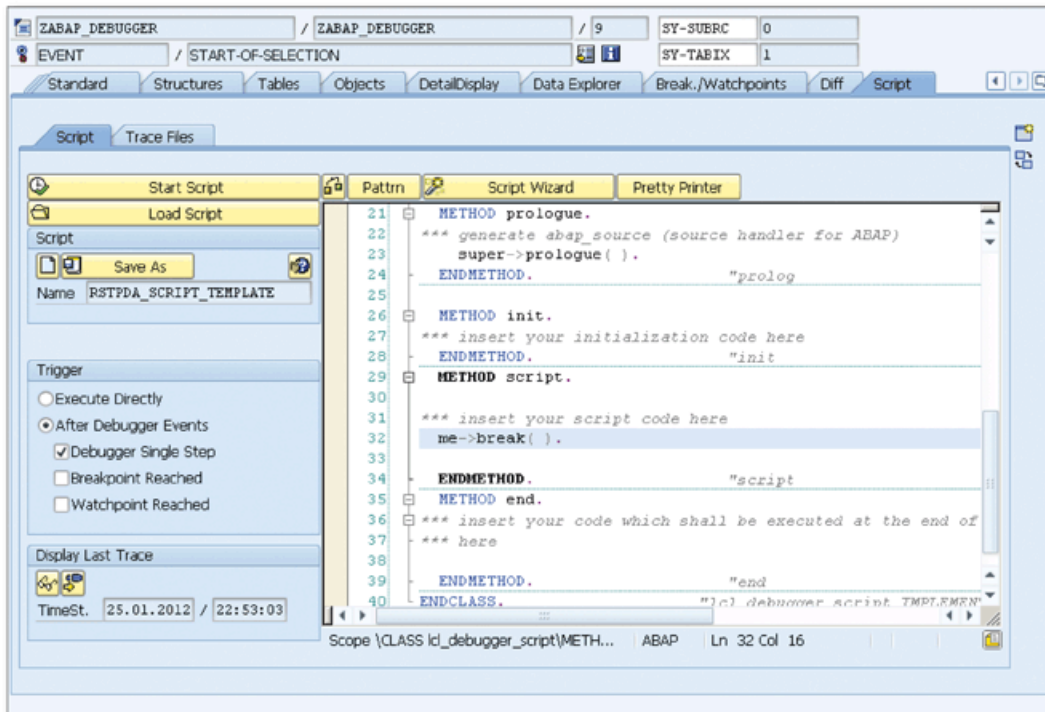 ZABAP_DEBUGGER / ZABAP_DEBUGGER / 9 SY-SUBRC 0
EVENT / START-OF-SELECTION SY-TABIX 1
Standard Structures Tables Objects DetailDisplay Data Explorer Break./Watchpoints Diff Script
Script Trace Files
Start Script Pattrn Script Wizard Pretty Printer
Load Script
Script
Save As
Name RSTPDA_SCRIPT_TEMPLATE
Trigger
Execute Directly
After Debugger Events
Debugger Single Step
Breakpoint Reached
Watchpoint Reached
Display Last Trace
TimeSt. 25.01.2012 / 22:53:03
21 METHOD prologue.
22 *** generate abap_source (source handler for ABAP)
23 super->prologue( ).
24 ENDMETHOD. "prolog
25
26 METHOD init.
27 *** insert your initialization code here
28 ENDMETHOD. "init
29 METHOD script.
30
31 *** insert your script code here
32 me->break( ).
33
34 ENDMETHOD. "script
35 METHOD end.
36 *** insert your code which shall be executed at the end of
37 *** here
38
39 ENDMETHOD. "end
40 ENDCLASS. "lcl_debugger_script IMPLEMEN
Scope \CLASS lcl_debugger_script\METH... ABAP Ln 32 Col 16